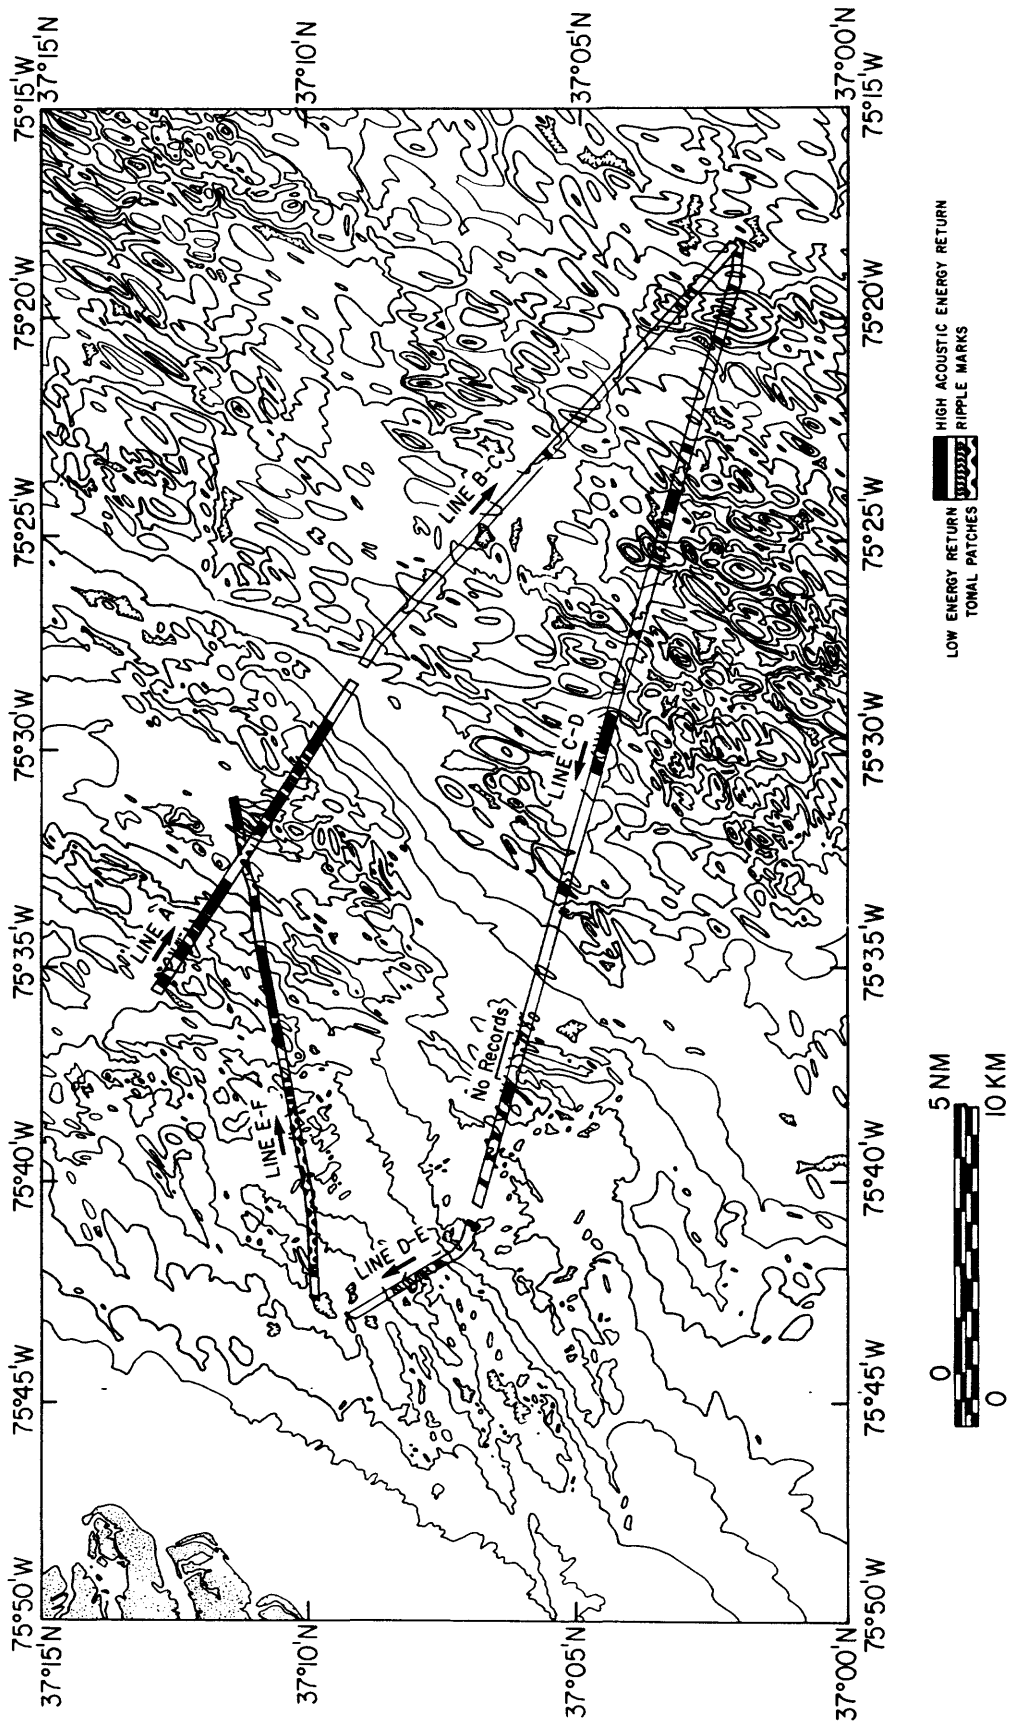 75°50'W
75°45'W
75°40'W
75°35'W
75°30'W
75°25'W
75°20'W
75°15'W
37°15'N
37°15'N
37°10'N
37°10'N
37°05'N
37°05'N
37°00'N
37°00'N
75°50'W
75°45'W
75°40'W
75°35'W
75°30'W
75°25'W
75°20'W
75°15'W
LINE A
LINE E-F
LINE D-E
LINE B-C
LINE C-D
No Records
0
5 NM
0
10 KM
LOW ENERGY RETURN
HIGH ACOUSTIC ENERGY RETURN
TONAL PATCHES
RIPPLE MARKS